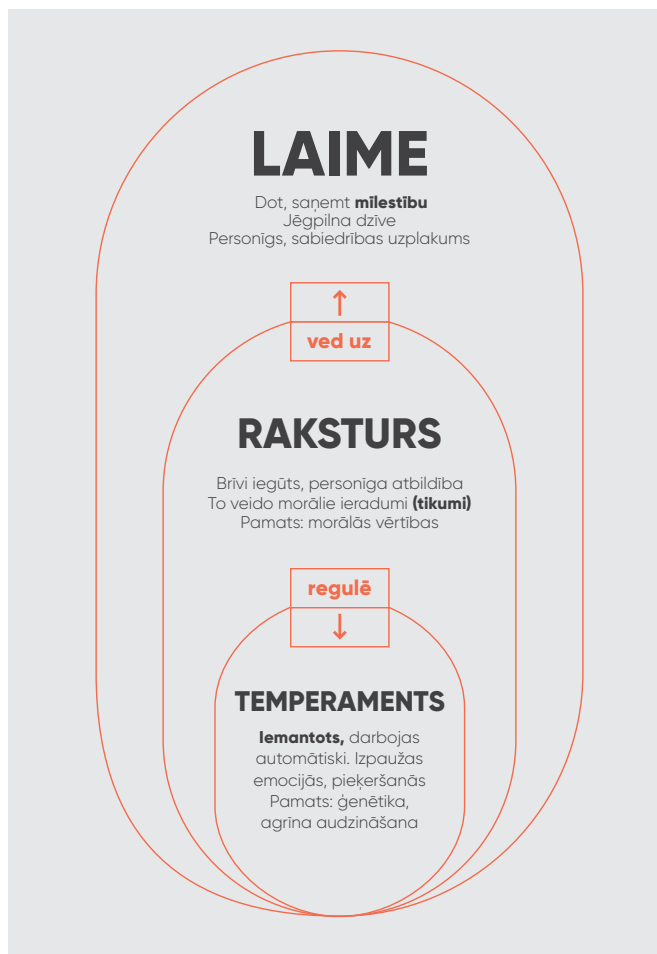 LAIME
Dot, saņemt mīlestību
Jēgpilna dzīve
Personīgs, sabiedrības uzplakums
↑
ved uz
RAKSTURS
Brīvi iegūts, personīga atbildība
To veido morālie ieradumi (tikumi)
Pamats: morālās vērtības
regulē
↓
TEMPERAMENTS
Iemantots, darbojas
automātiski. Izpaužas
emocijās, pieķeršanās
Pamats: ģenētika,
agrīna audzināšana